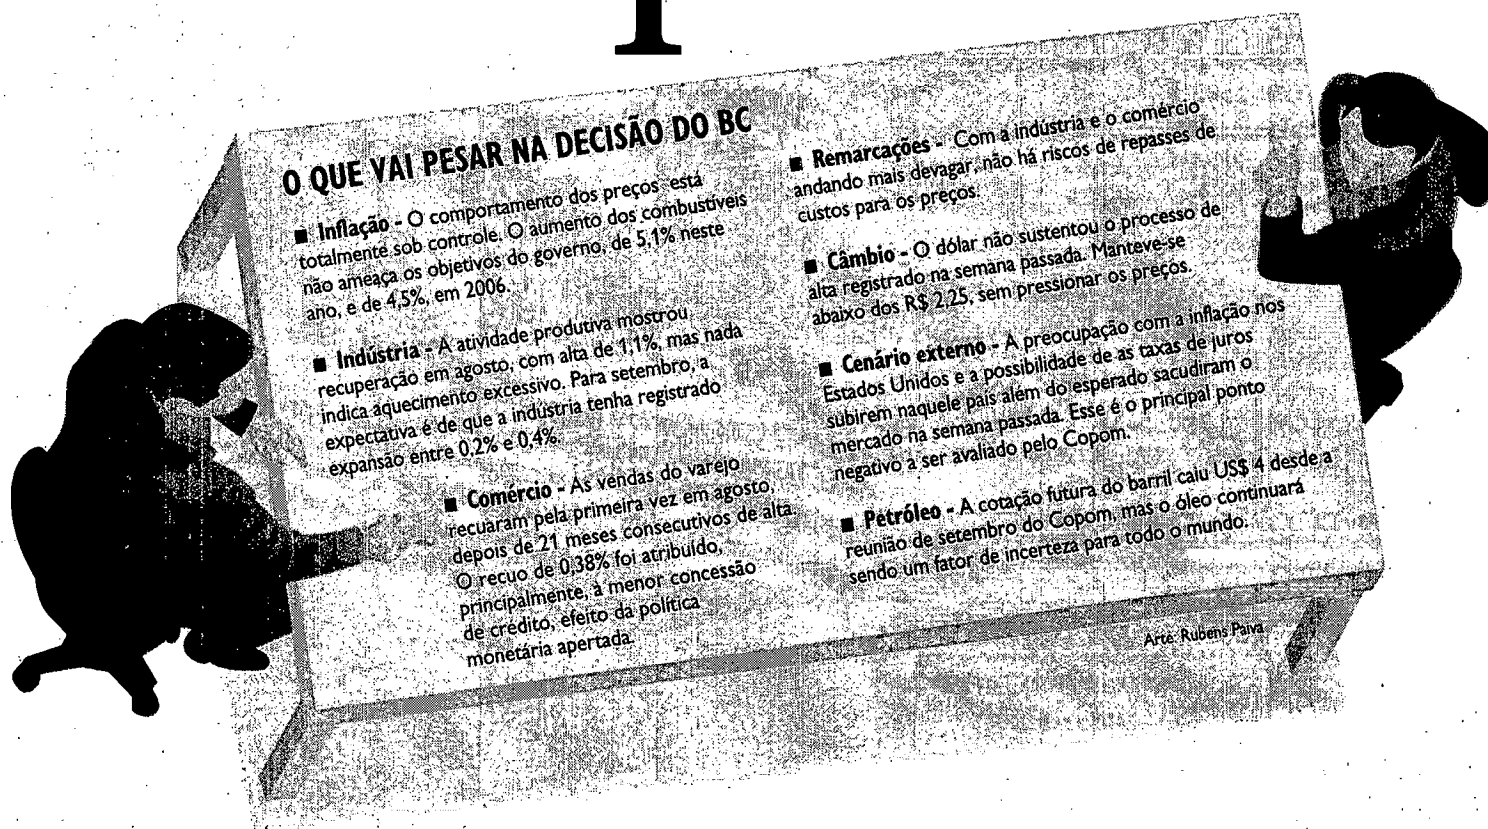 O QUE VAI PESAR NA DECISÃO DO BC
■ Inflação - O comportamento dos preços está
totalmente sob controle. O aumento dos combustíveis
não ameaça os objetivos do governo, de 5,1% neste
ano, e de 4,5%, em 2006.
■ Indústria - A atividade produtiva mostrou
recuperação em agosto, com alta de 1,1%, mas nada
indica aquecimento excessivo. Para setembro, a
expectativa é de que a indústria tenha registrado
expansão entre 0,2% e 0,4%.
■ Comércio - As vendas do varejo
recuaram pela primeira vez em agosto,
depois de 21 meses consecutivos de alta.
O recuo de 0,38% foi atribuído,
principalmente, à menor concessão
de crédito, efeito da política
monetária apertada.
■ Remarcações - Com a indústria e o comércio
andando mais devagar, não há riscos de repasses de
custos para os preços.
■ Câmbio - O dólar não sustentou o processo de
alta registrado na semana passada. Manteve-se
abaixo dos R$ 2,25, sem pressionar os preços.
■ Cenário externo - A preocupação com a inflação nos
Estados Unidos e a possibilidade de as taxas de juros
subirem naquele país além do esperado sacudiram o
mercado na semana passada. Esse é o principal ponto
negativo a ser avaliado pelo Copom.
■ Petróleo - A cotação futura do barril caiu US$ 4 desde a
reunião de setembro do Copom, mas o óleo continuará
sendo um fator de incerteza para todo o mundo.
Arte: Rubens Paiva